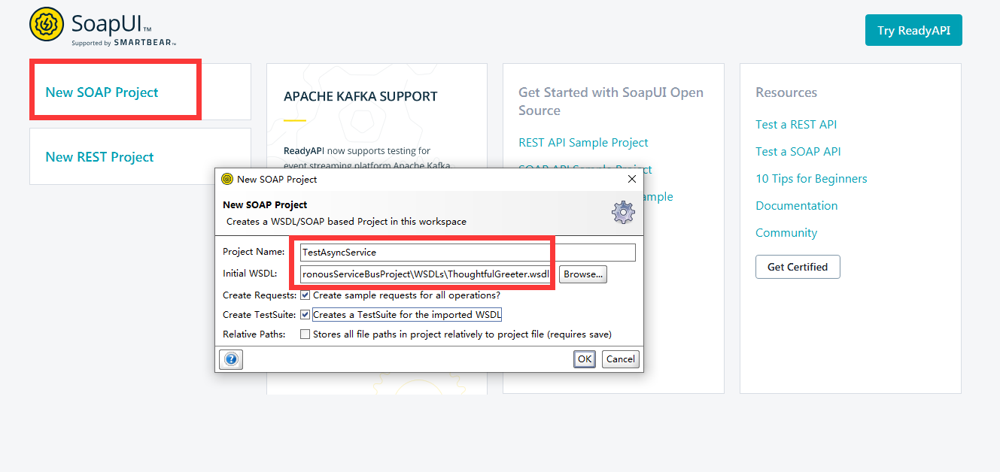 SoapUI™
Supported by SMARTBEAR™
Try ReadyAPI
New SOAP Project
New REST Project
APACHE KAFKA SUPPORT
ReadyAPI now supports testing for
event streaming platform Apache Kafka
Get Started with SoapUI Open
Source
REST API Sample Project
SOAP API Sample Project
ample
Resources
Test a REST API
Test a SOAP API
10 Tips for Beginners
Documentation
Community
Get Certified
New SOAP Project
New SOAP Project
Creates a WSDL/SOAP based Project in this workspace
Project Name: TestAsyncService
Initial WSDL: ronousServiceBusProject\WSDLs\ThoughtfulGreeter.wsdl Browse...
Create Requests: Create sample requests for all operations?
Create TestSuite: Creates a TestSuite for the imported WSDL
Relative Paths: Stores all file paths in project relatively to project file (requires save)
OK Cancel